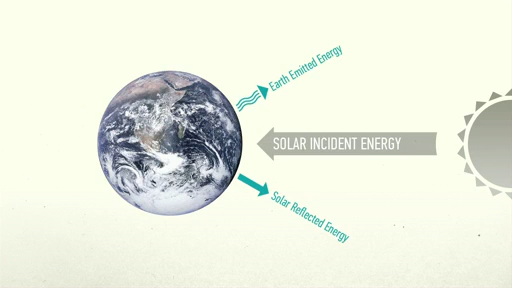 Earth Emitted Energy
SOLAR INCIDENT ENERGY
Solar Reflected Energy